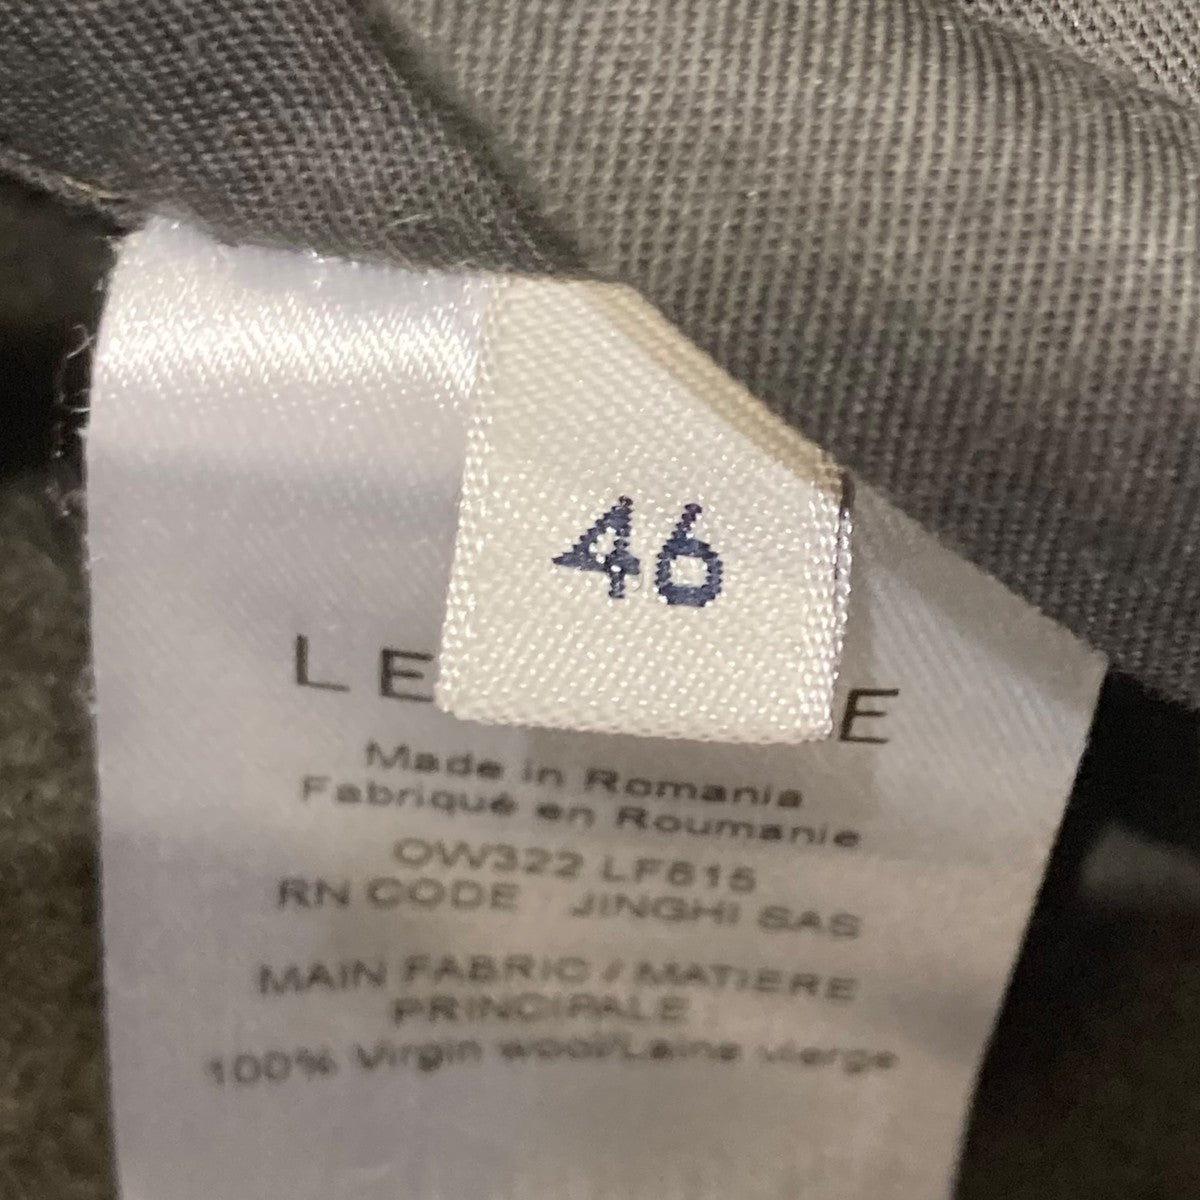 46
LE E
Made in Romania
Fabriqué en Roumanie
OW322 LF615
RN CODE : JINGHI SAS
MAIN FABRIC / MATIERE
PRINCIPALE :
100% Virgin wool/Laine vierge